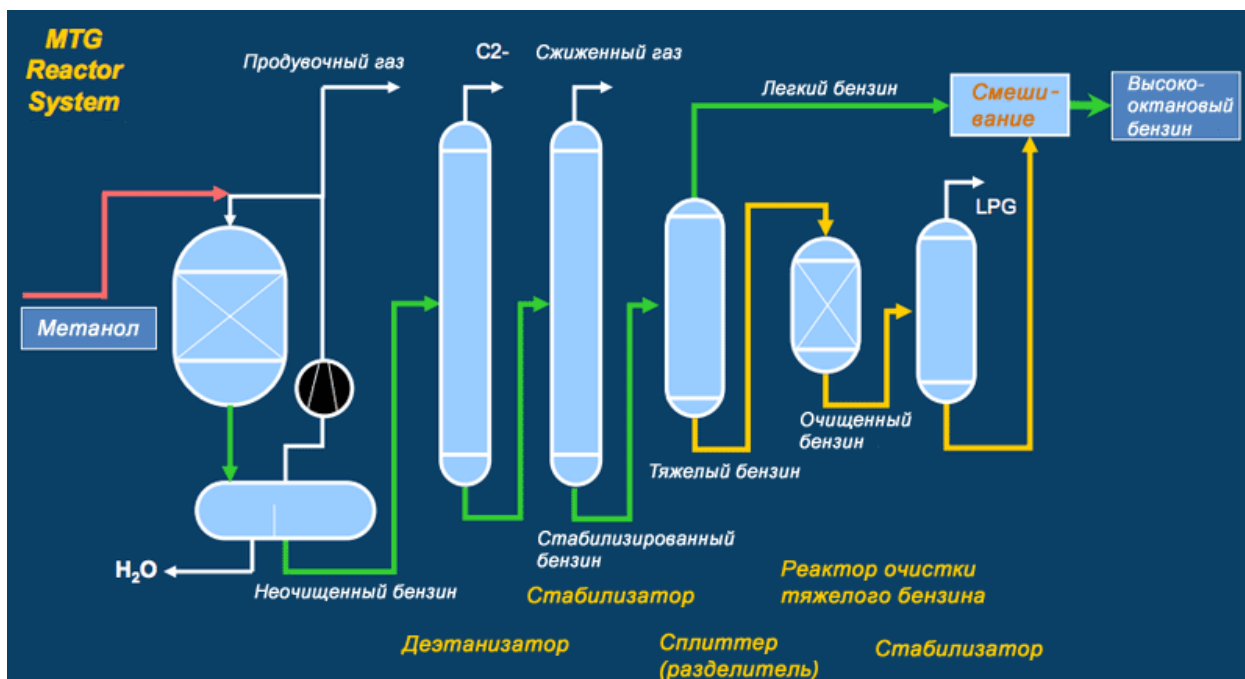 MTG
Reactor
System
Продувочный газ
C2-
Сжиженный газ
Легкий бензин
Смеши-
вание
Высоко-
октановый
бензин
LPG
Метанол
Очищенный
бензин
Тяжелый бензин
Стабилизированный
бензин
H₂O
Неочищенный бензин
Стабилизатор
Реактор очистки
тяжелого бензина
Деэтанизатор
Сплиттер
(разделитель)
Стабилизатор